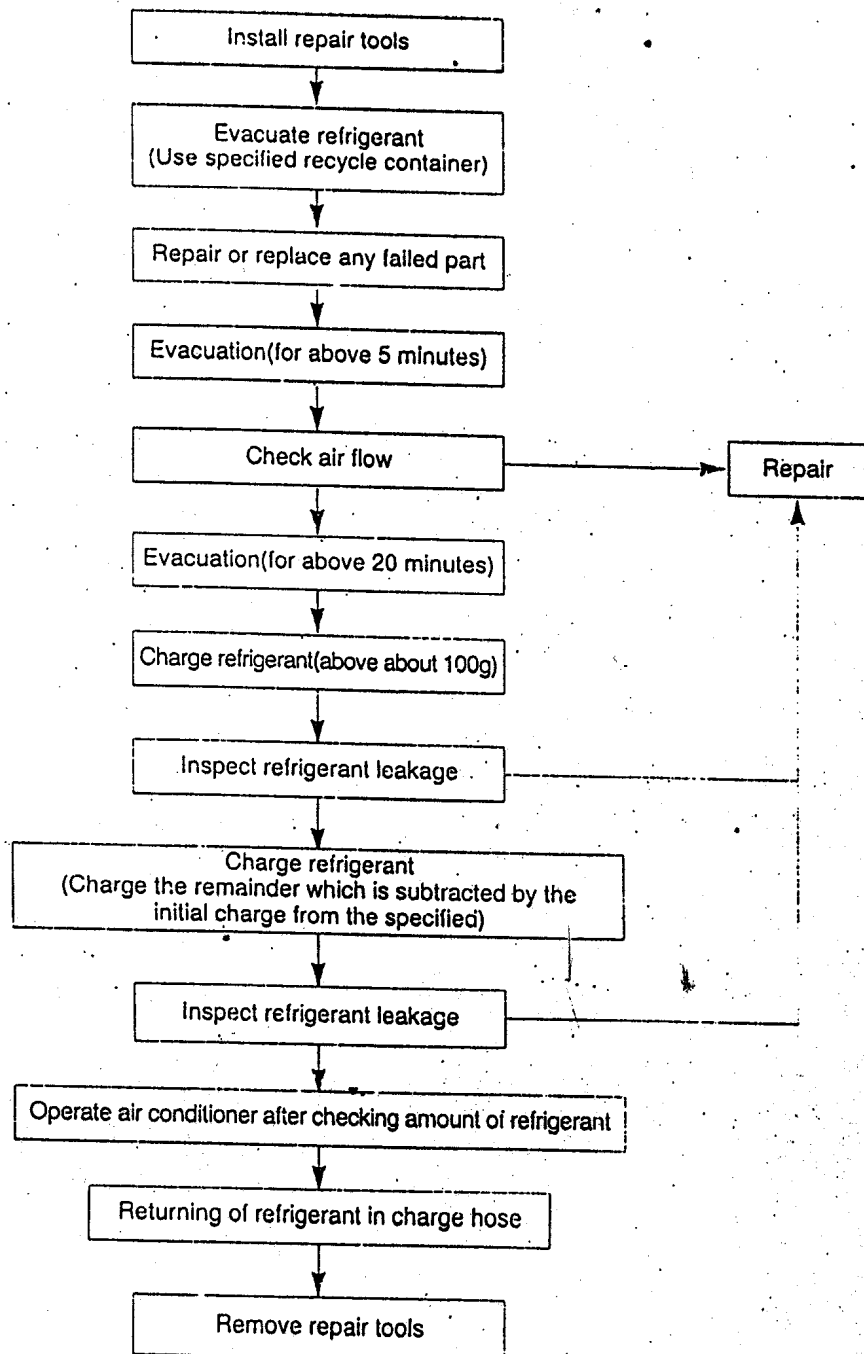 Install repair tools
Evacuate refrigerant
(Use specified recycle container)
Repair or replace any failed part
Evacuation(for above 5 minutes)
Check air flow
Repair
Evacuation(for above 20 minutes)
Charge refrigerant(above about 100g)
Inspect refrigerant leakage
Charge refrigerant
(Charge the remainder which is subtracted by the
initial charge from the specified)
Inspect refrigerant leakage
Operate air conditioner after checking amount of refrigerant
Returning of refrigerant in charge hose
Remove repair tools